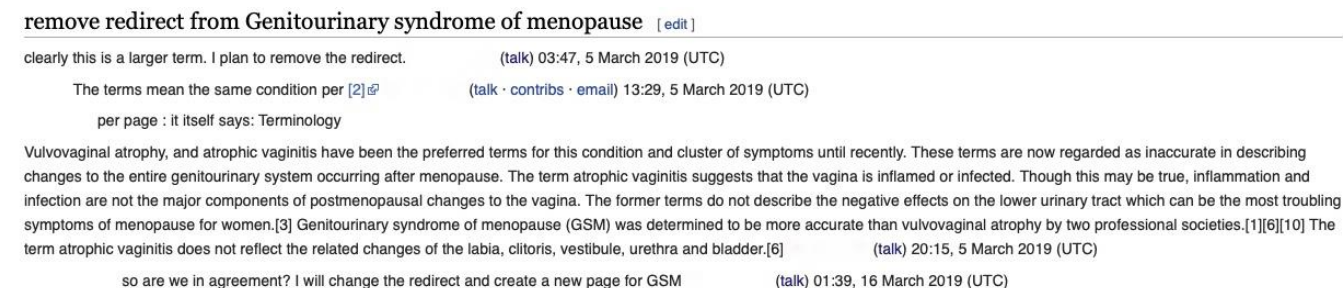 remove redirect from Genitourinary syndrome of menopause [ edit ]
clearly this is a larger term. I plan to remove the redirect. (talk) 03:47, 5 March 2019 (UTC)
The terms mean the same condition per [2] (talk · contribs · email) 13:29, 5 March 2019 (UTC)
per page : it itself says: Terminology
Vulvovaginal atrophy, and atrophic vaginitis have been the preferred terms for this condition and cluster of symptoms until recently. These terms are now regarded as inaccurate in describing
changes to the entire genitourinary system occurring after menopause. The term atrophic vaginitis suggests that the vagina is inflamed or infected. Though this may be true, inflammation and
infection are not the major components of postmenopausal changes to the vagina. The former terms do not describe the negative effects on the lower urinary tract which can be the most troubling
symptoms of menopause for women.[3] Genitourinary syndrome of menopause (GSM) was determined to be more accurate than vulvovaginal atrophy by two professional societies.[1][6][10] The
term atrophic vaginitis does not reflect the related changes of the labia, clitoris, vestibule, urethra and bladder.[6] (talk) 20:15, 5 March 2019 (UTC)
so are we in agreement? I will change the redirect and create a new page for GSM (talk) 01:39, 16 March 2019 (UTC)